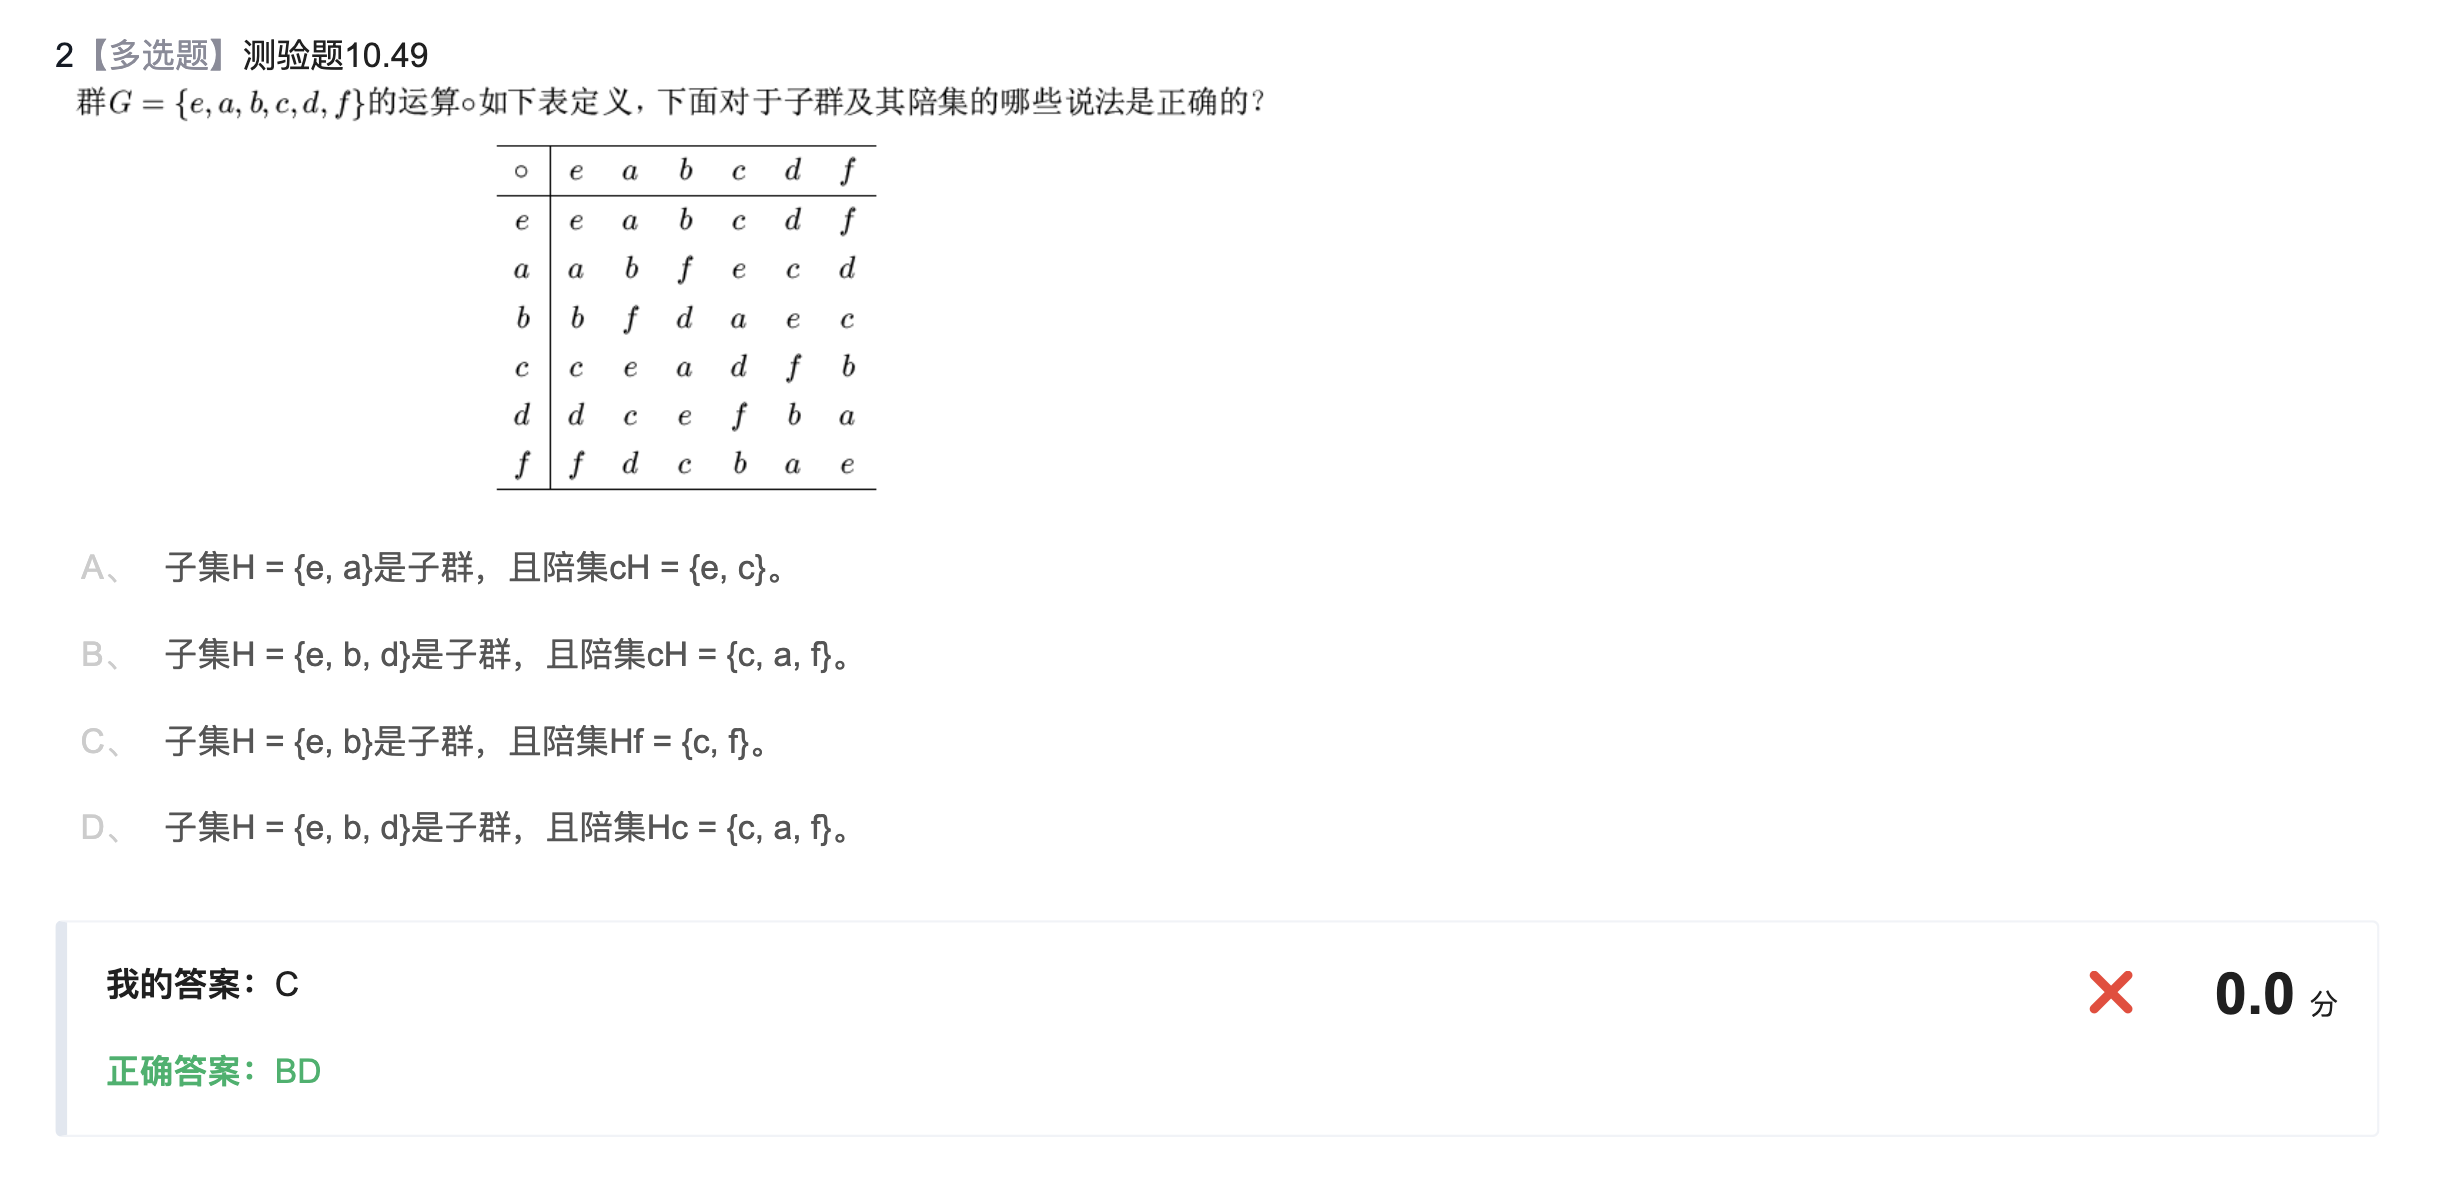 2【多选题】测验题10.49
群G = {e, a, b, c, d, f}的运算∘如下表定义，下面对于子群及其陪集的哪些说法是正确的？
∘ e a b c d f
e e a b c d f
a a b f e c d
b b f d a e c
c c e a d f b
d d c e f b a
f f d c b a e
A、 子集H = {e, a}是子群，且陪集cH = {e, c}。
B、 子集H = {e, b, d}是子群，且陪集cH = {c, a, f}。
C、 子集H = {e, b}是子群，且陪集Hf = {c, f}。
D、 子集H = {e, b, d}是子群，且陪集Hc = {c, a, f}。
我的答案：C 0.0 分
正确答案：BD